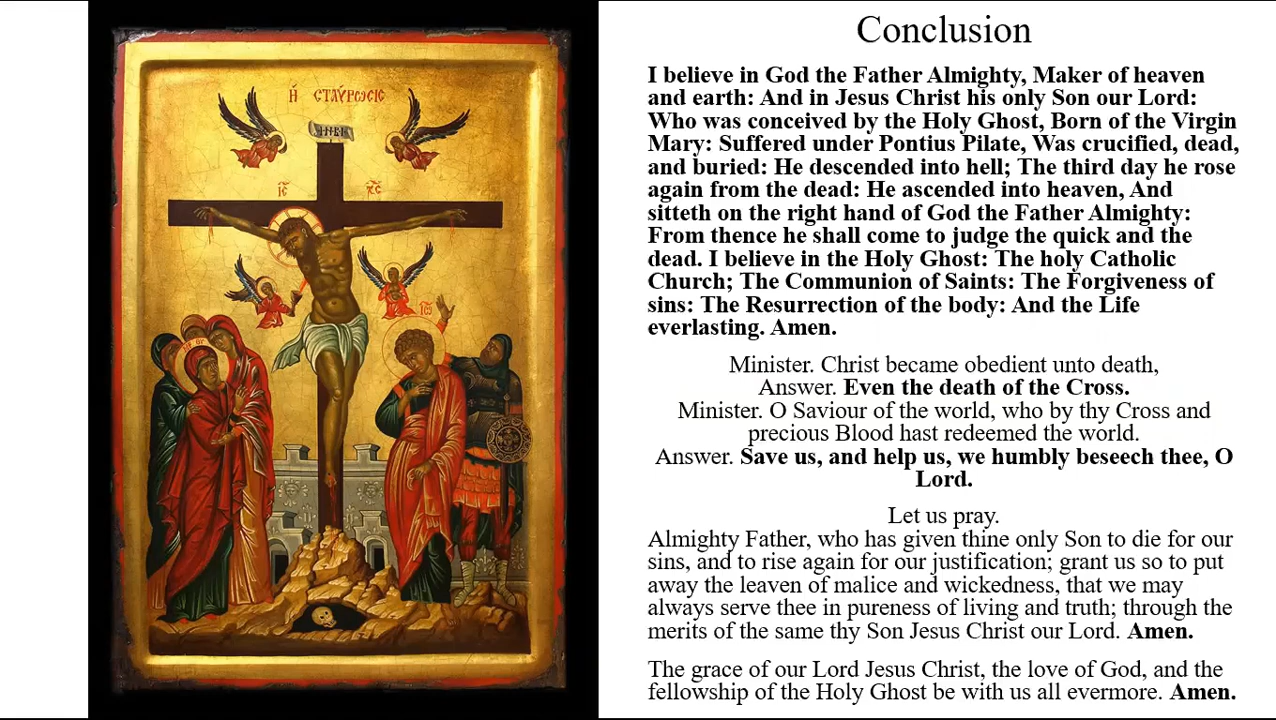 Ἡ СΤΑΥΡΩСΙС
ΙΝΒΙ
ΙС ΧС
Conclusion
I believe in God the Father Almighty, Maker of heaven
and earth: And in Jesus Christ his only Son our Lord:
Who was conceived by the Holy Ghost, Born of the Virgin
Mary: Suffered under Pontius Pilate, Was crucified, dead,
and buried: He descended into hell; The third day he rose
again from the dead: He ascended into heaven, And
sitteth on the right hand of God the Father Almighty:
From thence he shall come to judge the quick and the
dead. I believe in the Holy Ghost: The holy Catholic
Church; The Communion of Saints: The Forgiveness of
sins: The Resurrection of the body: And the Life
everlasting. Amen.
Minister. Christ became obedient unto death,
Answer. Even the death of the Cross.
Minister. O Saviour of the world, who by thy Cross and
precious Blood hast redeemed the world.
Answer. Save us, and help us, we humbly beseech thee, O
Lord.
Let us pray.
Almighty Father, who has given thine only Son to die for our
sins, and to rise again for our justification; grant us so to put
away the leaven of malice and wickedness, that we may
always serve thee in pureness of living and truth; through the
merits of the same thy Son Jesus Christ our Lord. Amen.
The grace of our Lord Jesus Christ, the love of God, and the
fellowship of the Holy Ghost be with us all evermore. Amen.